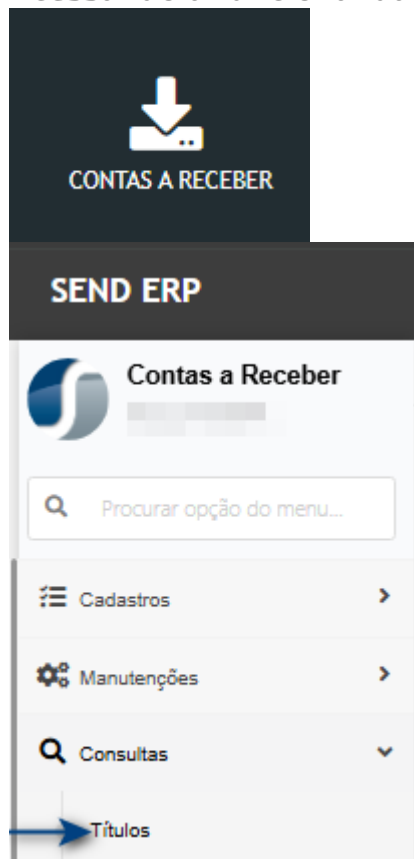 CONTAS A RECEBER
SEND ERP
Contas a Receber
Procurar opção do menu...
Cadastros
Manutenções
Consultas
Títulos